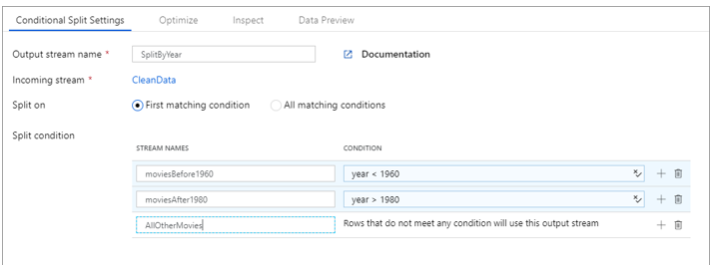 Conditional Split Settings Optimize Inspect Data Preview
Output stream name * SplitByYear Documentation
Incoming stream * CleanData
Split on First matching condition All matching conditions
Split condition
STREAM NAMES CONDITION
moviesBefore1960 year < 1960
moviesAfter1980 year > 1980
AllOtherMovies Rows that do not meet any condition will use this output stream